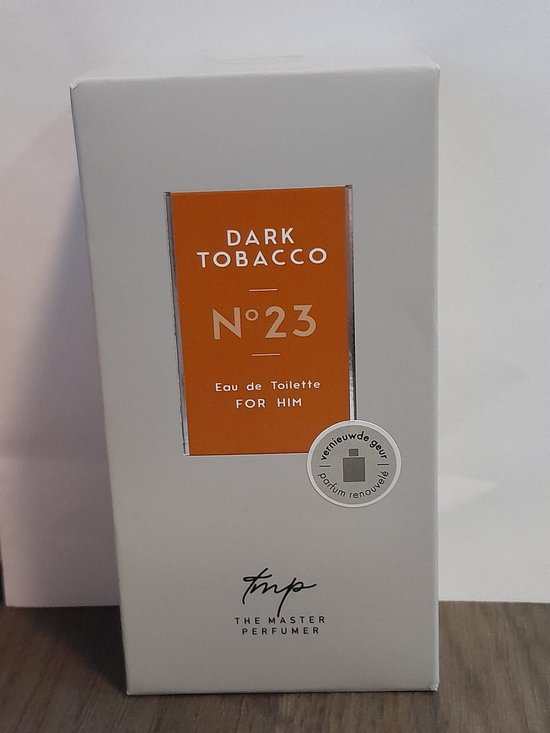 DARK
TOBACCO
N°23
Eau de Toilette
FOR HIM
vernieuwde geur
parfum renouvelé
tmp
THE MASTER
PERFUMER